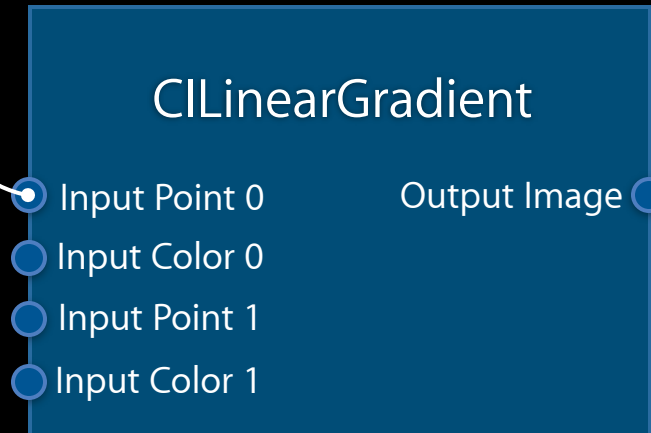 CILinearGradient
Input Point 0
Output Image
Input Color 0
Input Point 1
Input Color 1